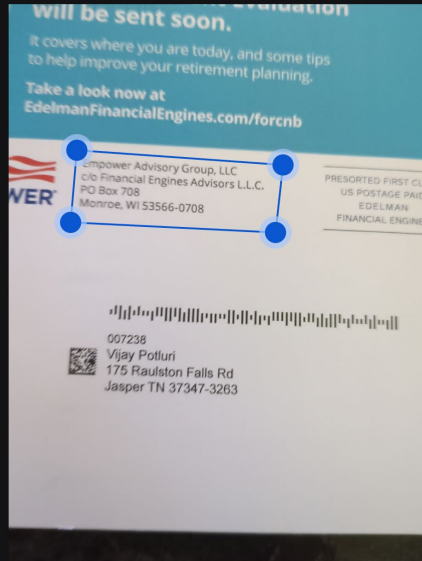 Evaluation
will be sent soon.
It covers where you are today, and some tips
to help improve your retirement planning.
Take a look now at
EdelmanFinancialEngines.com/forcnb
WER
Empower Advisory Group, LLC
c/o Financial Engines Advisors L.L.C.
PO Box 708
Monroe, WI 53566-0708
PRESORTED FIRST
US POSTAGE PAID
EDELMAN
FINANCIAL ENGINE
007238
Vijay Potluri
175 Raulston Falls Rd
Jasper TN 37347-3263